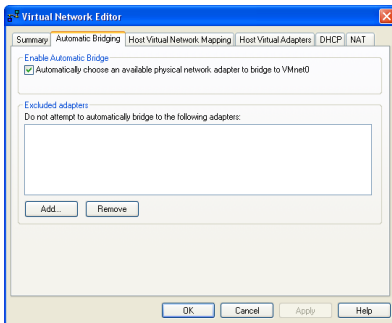 Virtual Network Editor
Summary Automatic Bridging Host Virtual Network Mapping Host Virtual Adapters DHCP NAT
Enable Automatic Bridge
Automatically choose an available physical network adapter to bridge to VMnet0
Excluded adapters
Do not attempt to automatically bridge to the following adapters:
Add... Remove
OK Cancel Apply Help